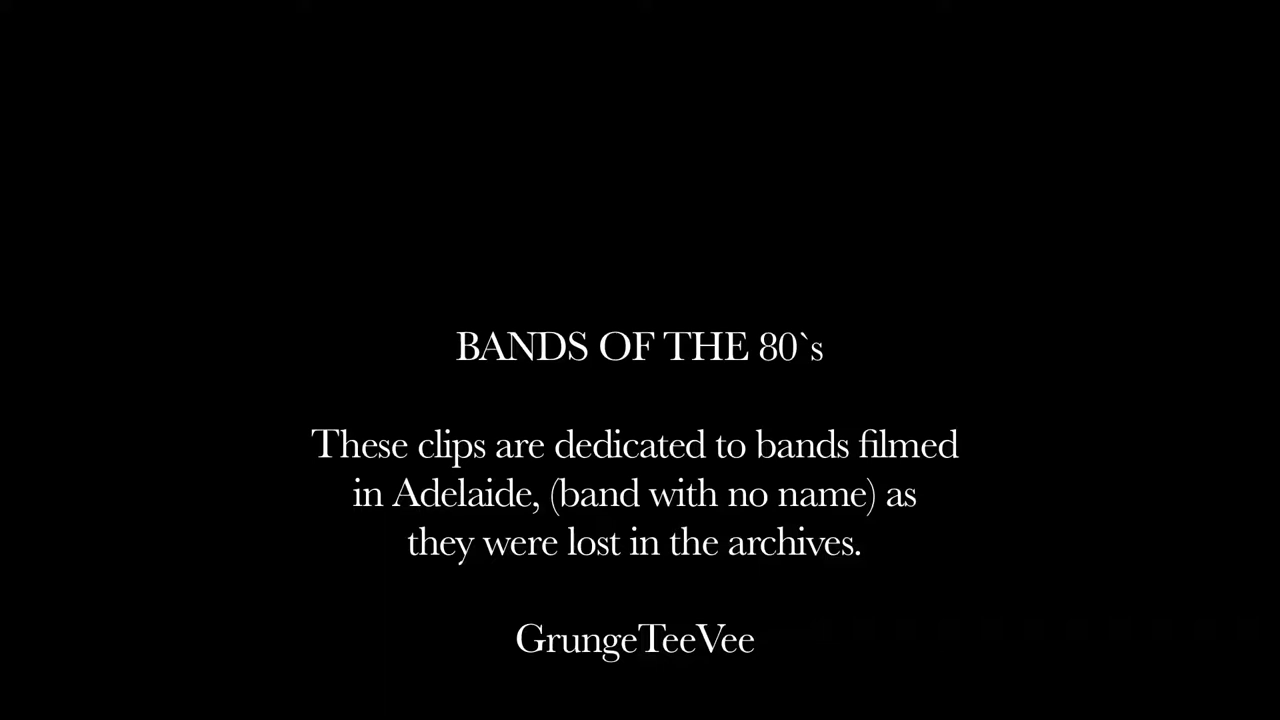 BANDS OF THE 80`s
These clips are dedicated to bands filmed
in Adelaide, (band with no name) as
they were lost in the archives.
GrungeTeeVee